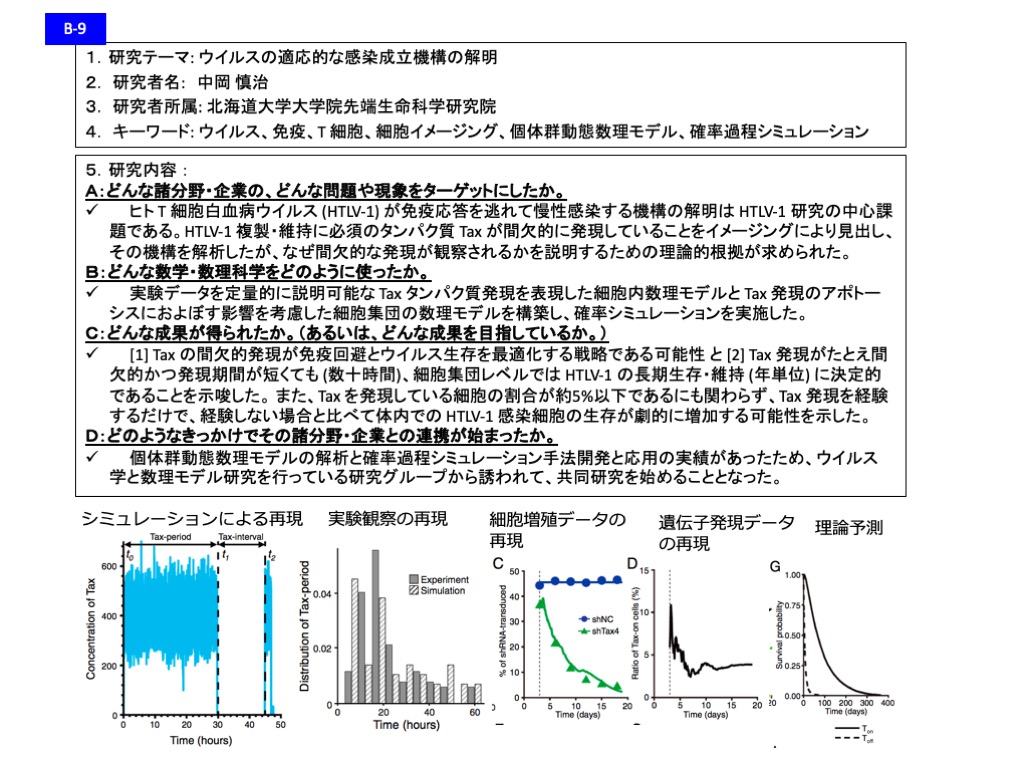 B-9
1. 研究テーマ: ウイルスの適応的な感染成立機構の解明
2. 研究者名: 中岡 慎治
3. 研究者所属: 北海道大学大学院先端生命科学研究院
4. キーワード: ウイルス、免疫、T 細胞、細胞イメージング、個体群動態数理モデル、確率過程シミュレーション
5. 研究内容:
A:どんな諸分野・企業の、どんな問題や現象をターゲットにしたか。
✓ ヒト T 細胞白血病ウイルス (HTLV-1) が免疫応答を逃れて慢性感染する機構の解明は HTLV-1 研究の中心課
題である。HTLV-1 複製・維持に必須のタンパク質 Tax が間欠的に発現していることをイメージングにより見出し、
その機構を解析したが、なぜ間欠的な発現が観察されるかを説明するための理論的根拠が求められた。
B:どんな数学・数理科学をどのように使ったか。
✓ 実験データを定量的に説明可能な Tax タンパク質発現を表現した細胞内数理モデルと Tax 発現のアポトー
シスにおよぼす影響を考慮した細胞集団の数理モデルを構築し、確率シミュレーションを実施した。
C:どんな成果が得られたか。(あるいは、どんな成果を目指しているか。)
✓ [1] Tax の間欠的発現が免疫回避とウイルス生存を最適化する戦略である可能性 と [2] Tax 発現がたとえ間
欠的かつ発現期間が短くても (数十時間)、細胞集団レベルでは HTLV-1 の長期生存・維持 (年単位) に決定的
であることを示唆した。また、Tax を発現している細胞の割合が約5%以下であるにも関わらず、Tax 発現を経験
するだけで、経験しない場合と比べて体内での HTLV-1 感染細胞の生存が劇的に増加する可能性を示した。
D:どのようなきっかけでその諸分野・企業との連携が始まったか。
✓ 個体群動態数理モデルの解析と確率過程シミュレーション手法開発と応用の実績があったため、ウイルス
学と数理モデル研究を行っている研究グループから誘われて、共同研究を始めることとなった。
シミュレーションによる再現
Tax-period Tax-interval
t0 t1 t2
600
400
200
0
Concentration of Tax
0 10 20 30 40 50
Time (hours)
実験観察の再現
Experiment
Simulation
0.04
0.02
0
Distribution of Tax-period
0 20 40 60
Time (hours)
細胞増殖データの
再現
C
50
40
30
20
10
0
% of shRNA-transduced
shNC
shTax4
0 5 10 15 20
Time (days)
遺伝子発現データ
の再現
D
15
10
5
0
Ratio of Tax-on cells (%)
0 5 10 15 20
Time (days)
理論予測
G
1.00
0.75
0.50
0.25
0.00
Survival probability
0 100 200 300 400
Time (days)
Ton
Toff